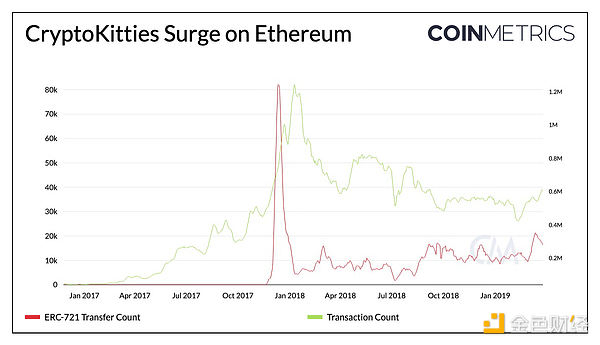 CryptoKitties Surge on Ethereum
COINMETRICS
80k
70k
60k
50k
40k
30k
20k
10k
0
1.2M
1M
0.8M
0.6M
0.4M
0.2M
Jan 2017
Apr 2017
Jul 2017
Oct 2017
Jan 2018
Apr 2018
Jul 2018
Oct 2018
Jan 2019
CM
ERC-721 Transfer Count
Transaction Count
金色财经